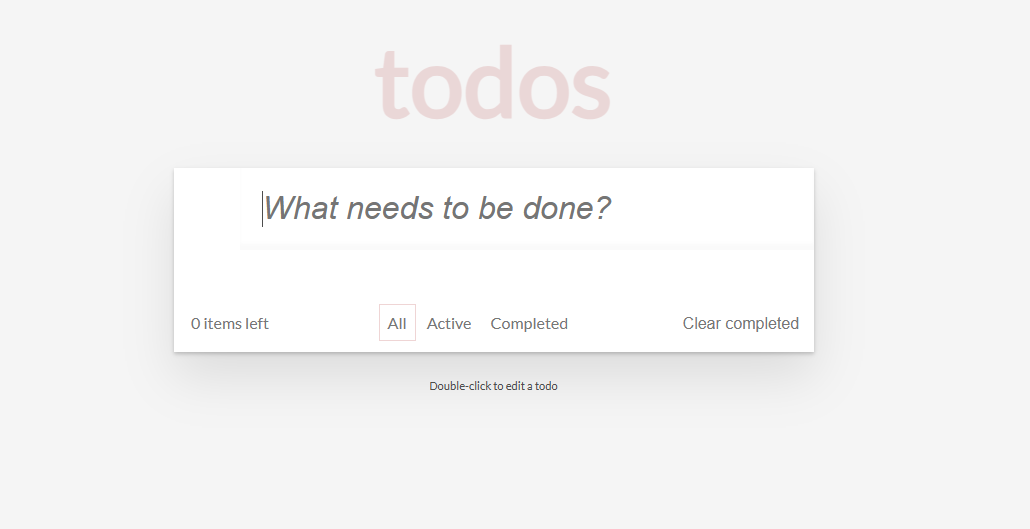 todos
What needs to be done?
0 items left All Active Completed Clear completed
Double-click to edit a todo